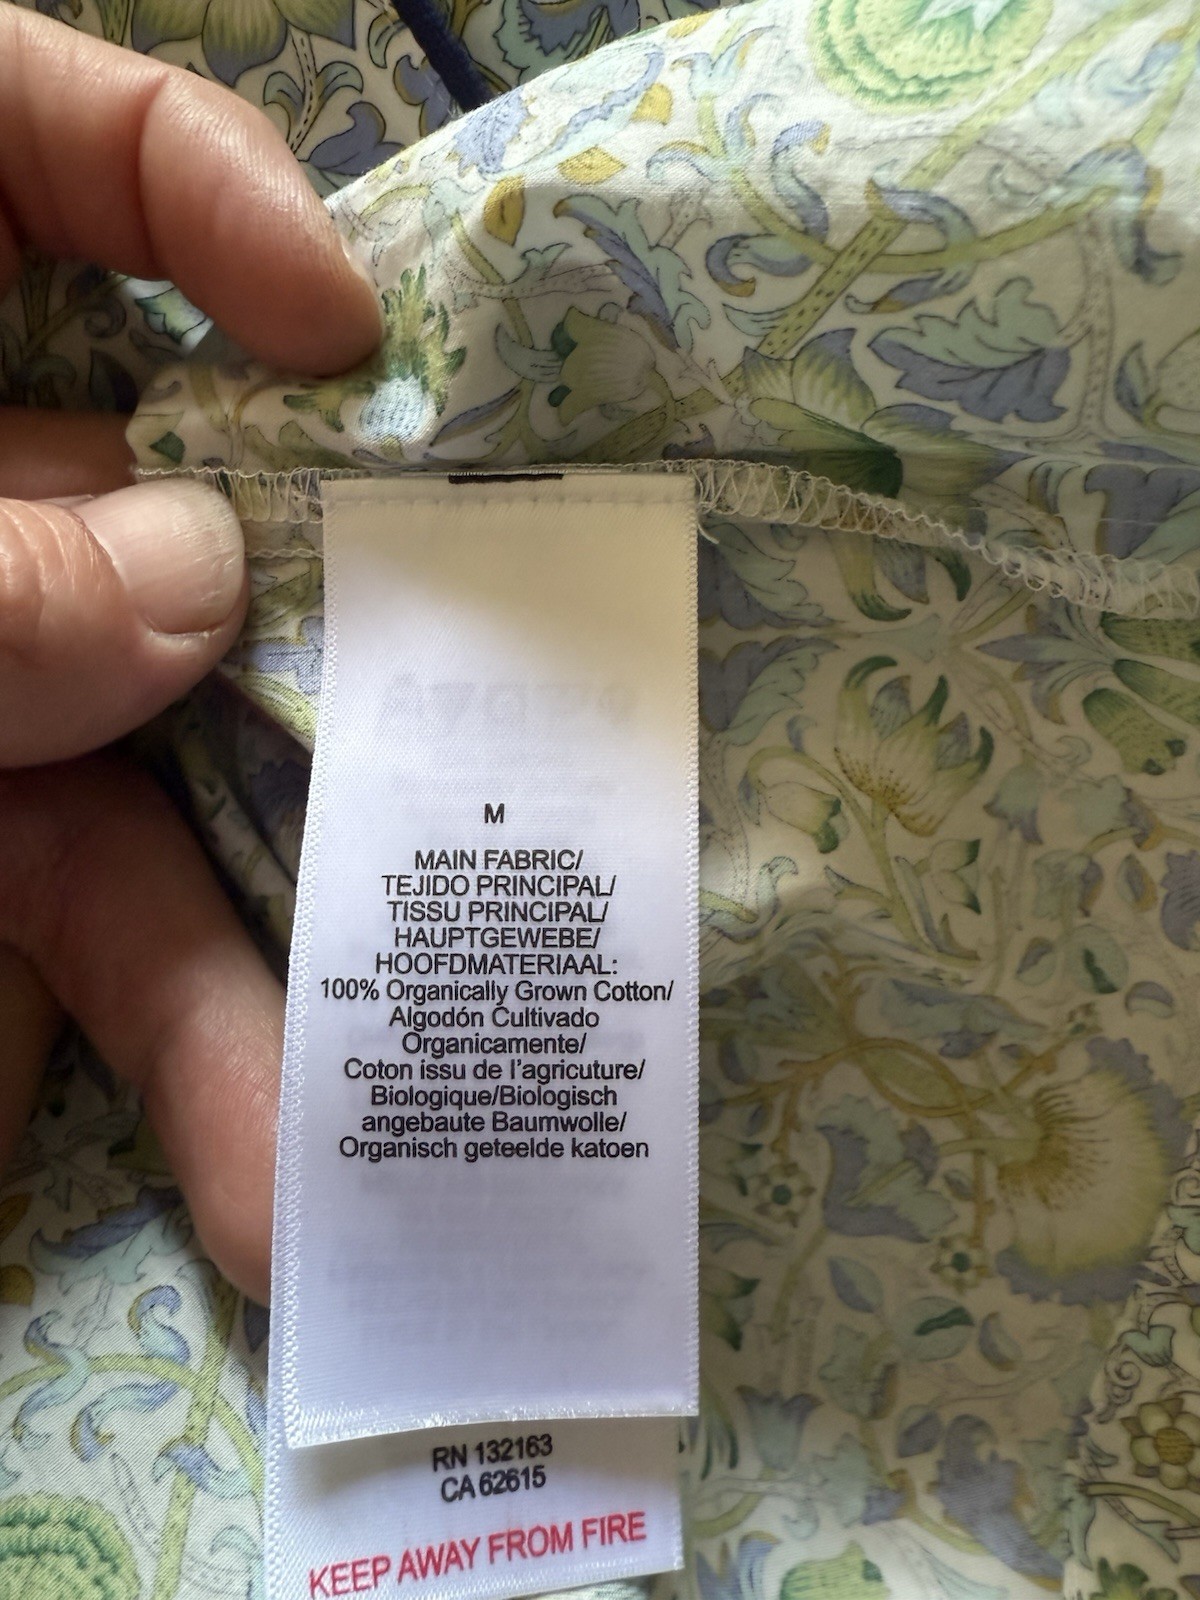 M
MAIN FABRIC/
TEJIDO PRINCIPAL/
TISSU PRINCIPAL/
HAUPTGEWEBE/
HOOFDMATERIAAL:
100% Organically Grown Cotton/
Algodón Cultivado
Organicamente/
Coton issu de l'agricuture/
Biologique/Biologisch
angebaute Baumwolle/
Organisch geteelde katoen
RN 132163
CA 62615
KEEP AWAY FROM FIRE